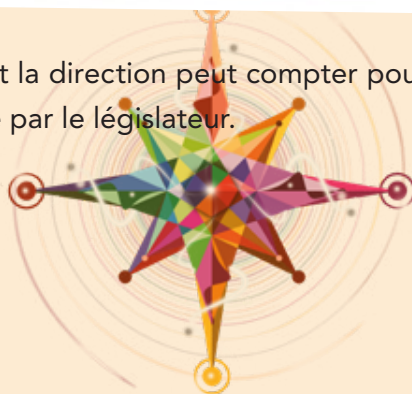 t la direction peut compter pou
par le législateur.